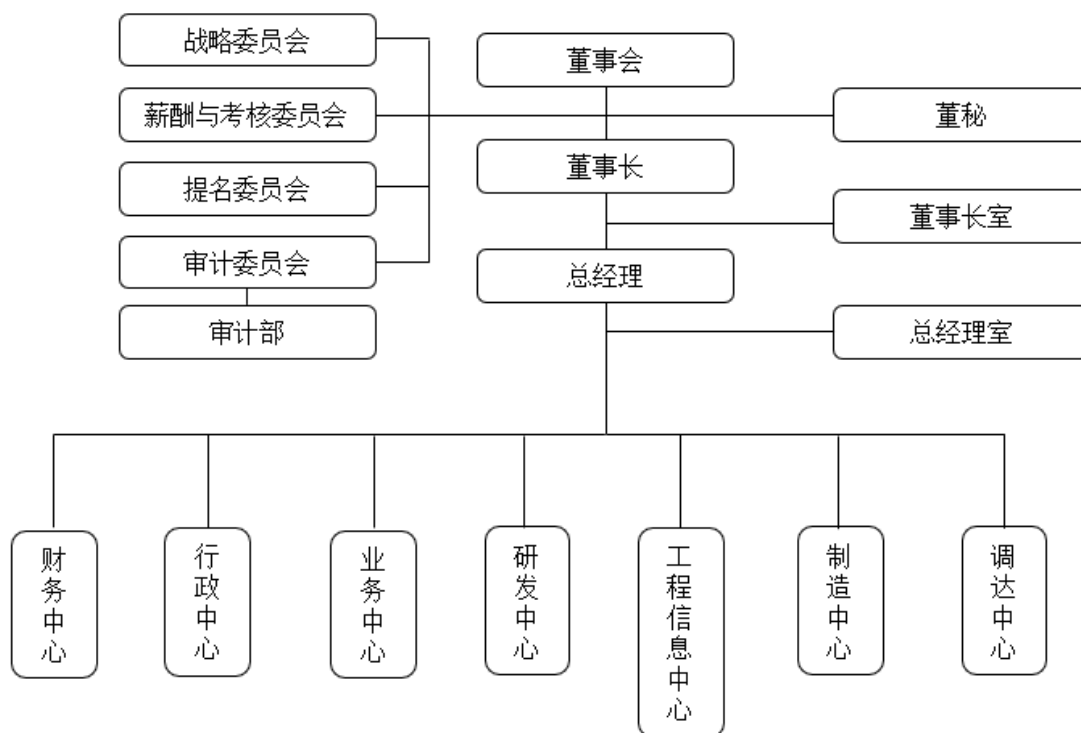 战略委员会
董事会
薪酬与考核委员会
董秘
董事长
提名委员会
董事长室
审计委员会
总经理
审计部
总经理室
财务中心
行政中心
业务中心
研发中心
工程信息中心
制造中心
调达中心